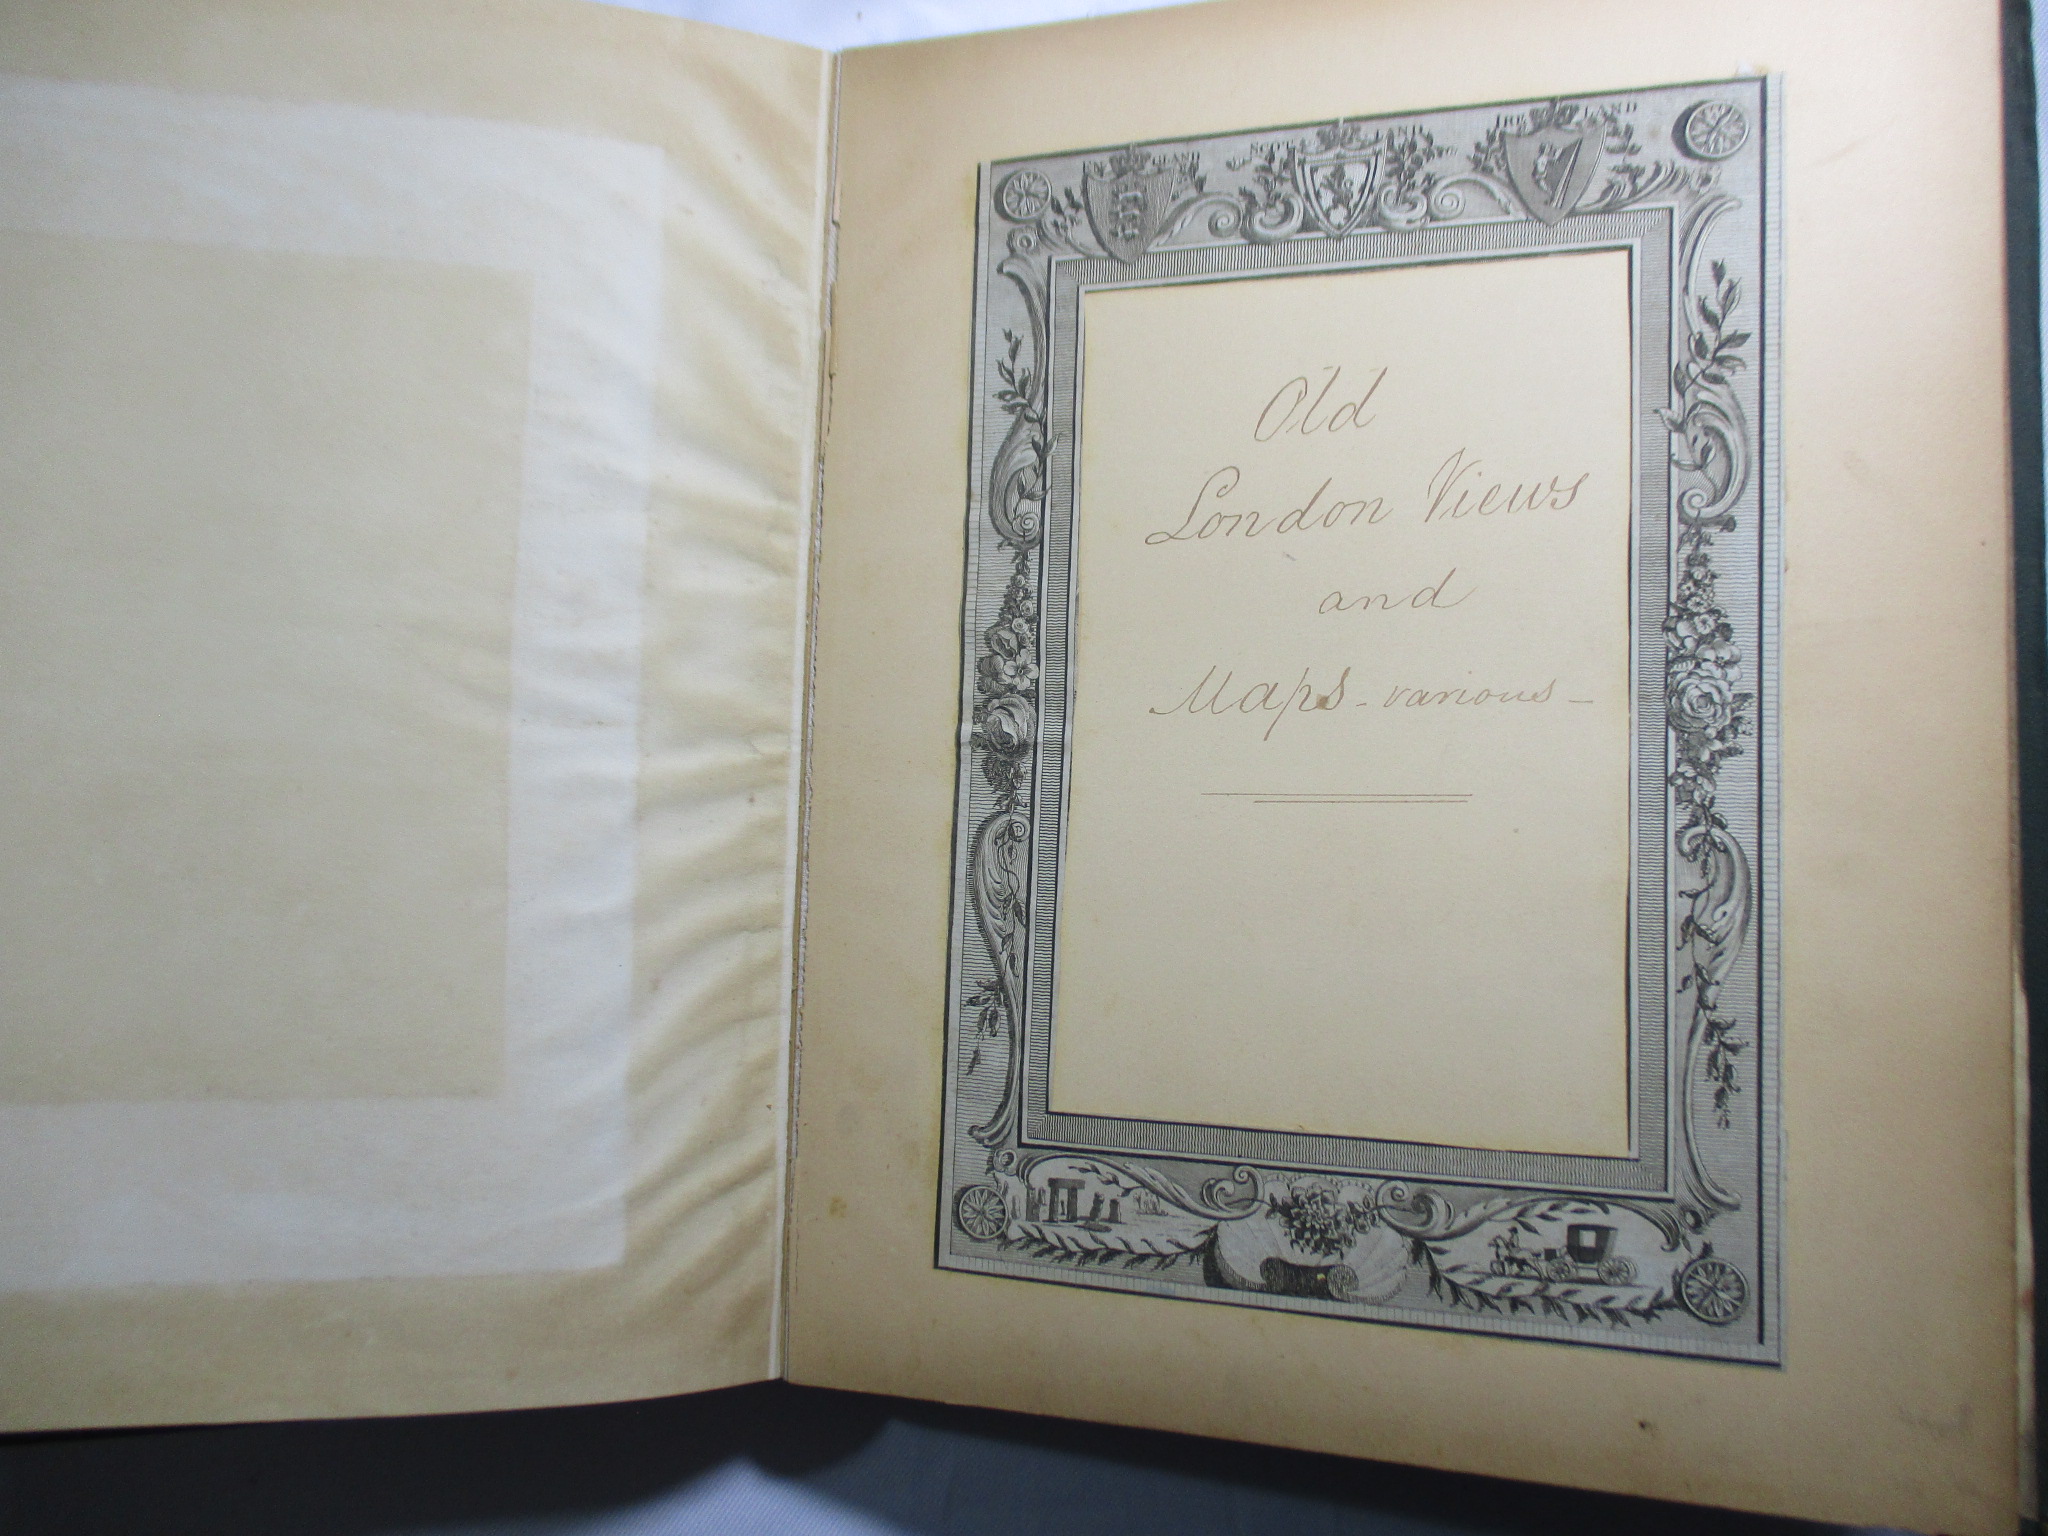 ENGLAND
SCOTLAND
IRELAND
Old
London Views
and
Maps - various -